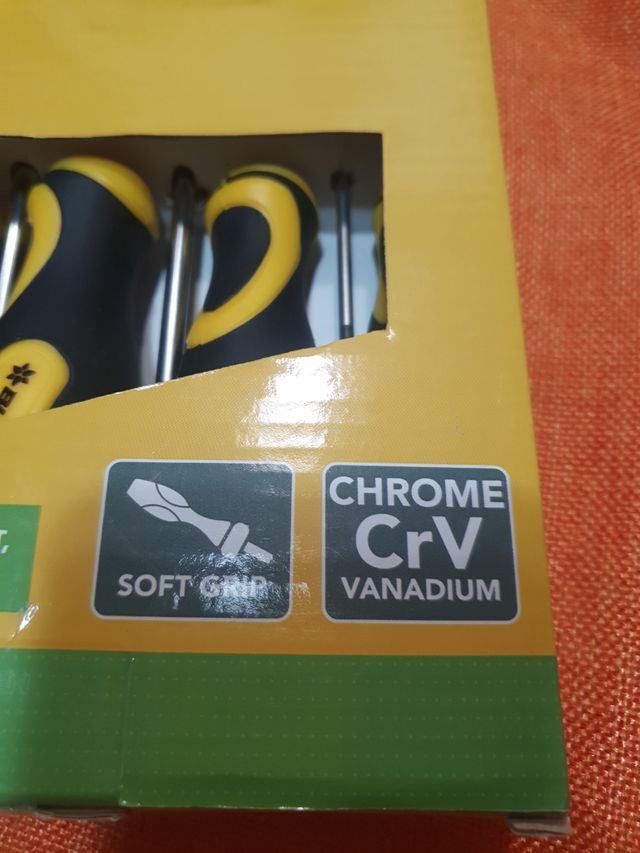 SOFT GRIP
CHROME
CrV
VANADIUM